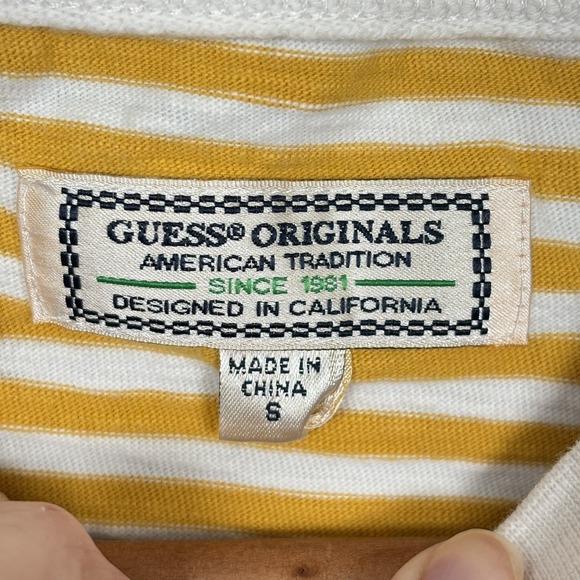 GUESS® ORIGINALS
AMERICAN TRADITION
SINCE 1981
DESIGNED IN CALIFORNIA
MADE IN
CHINA
S